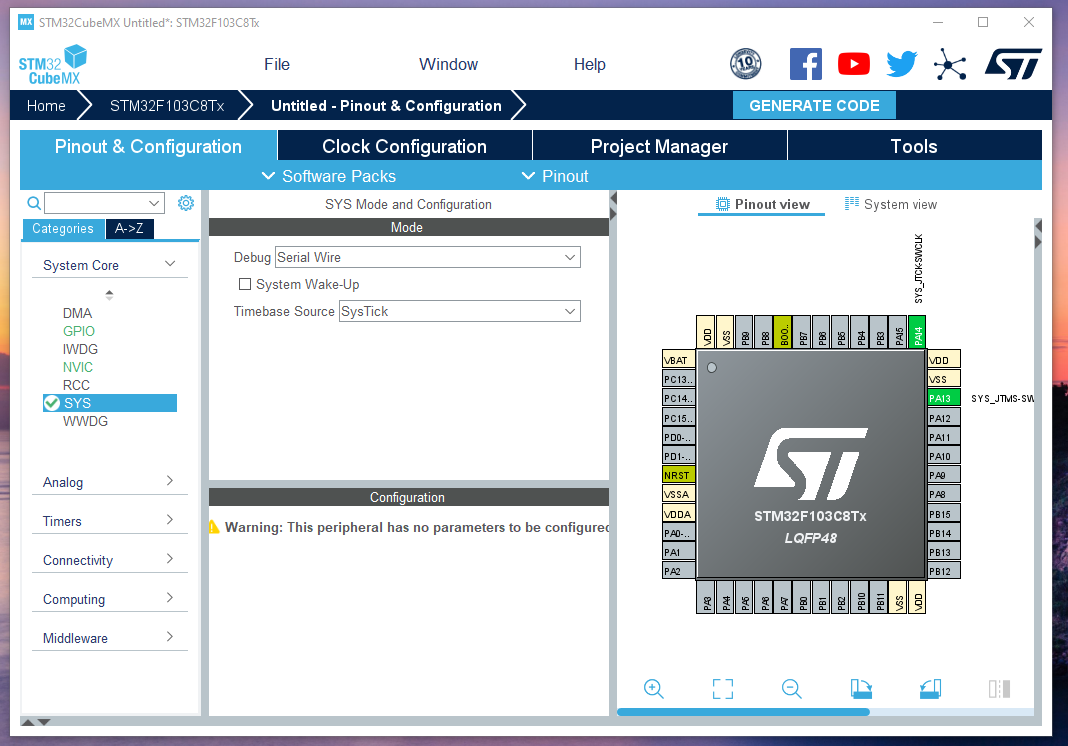 MX STM32CubeMX Untitled*: STM32F103C8Tx
STM32
CubeMX
File Window Help
10
Home STM32F103C8Tx Untitled - Pinout & Configuration GENERATE CODE
Pinout & Configuration Clock Configuration Project Manager Tools
Software Packs Pinout
SYS Mode and Configuration
Pinout view System view
Categories A->Z
Mode
System Core
Debug Serial Wire
System Wake-Up
Timebase Source SysTick
DMA
GPIO
IWDG
NVIC
RCC
SYS
WWDG
Analog
Timers
Connectivity
Computing
Middleware
Configuration
Warning: This peripheral has no parameters to be configured
SYS_JTCK-SWCLK
VDD
VSS
PB9
PB8
BOO..
PB7
PB6
PB5
PB4
PB3
PA15
PA14
VBAT
PC13..
PC14..
PC15..
PD0-..
PD1-..
NRST
VSSA
VDDA
PA0-..
PA1
PA2
STM32F103C8Tx
LQFP48
VDD
VSS
PA13 SYS_JTMS-SW
PA12
PA11
PA10
PA9
PA8
PB15
PB14
PB13
PB12
PA3
PA4
PA5
PA6
PA7
PB0
PB1
PB2
PB10
PB11
VSS
VDD